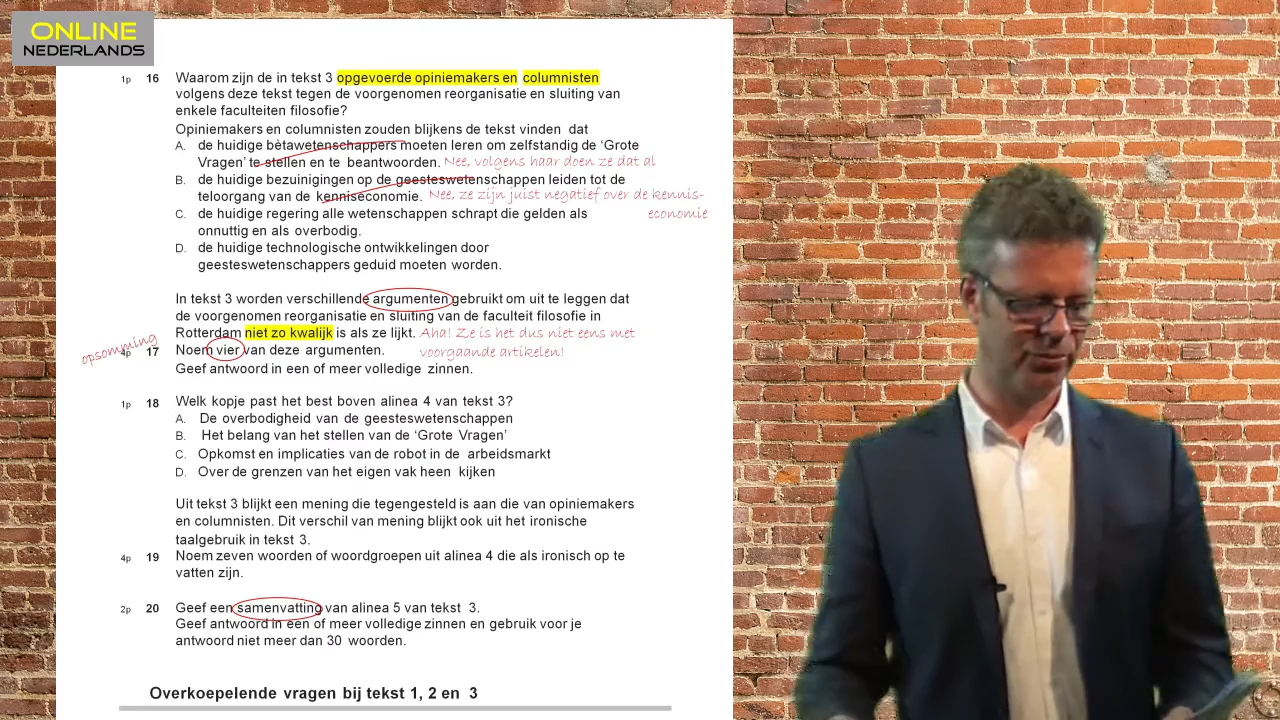 ONLINE
NEDERLANDS
1p 16 Waarom zijn de in tekst 3 opgevoerde opiniemakers en columnisten
volgens deze tekst tegen de voorgenomen reorganisatie en sluiting van
enkele faculteiten filosofie?
Opiniemakers en columnisten zouden blijkens de tekst vinden dat
A. de huidige bètawetenschappers moeten leren om zelfstandig de ‘Grote
Vragen’ te stellen en te beantwoorden. Nee, volgens haar doen ze dat al
B. de huidige bezuinigingen op de geesteswetenschappen leiden tot de
teloorgang van de kenniseconomie. Nee, ze zijn juist negatief over de kennis-
economie
C. de huidige regering alle wetenschappen schrapt die gelden als
onnuttig en als overbodig.
D. de huidige technologische ontwikkelingen door
geesteswetenschappers geduid moeten worden.
In tekst 3 worden verschillende argumenten gebruikt om uit te leggen dat
de voorgenomen reorganisatie en sluiting van de faculteit filosofie in
Rotterdam niet zo kwalijk is als ze lijkt. Aha! Ze is het dus niet eens met
voorgaande artikelen!
opsomming
4p 17 Noem vier van deze argumenten.
Geef antwoord in een of meer volledige zinnen.
1p 18 Welk kopje past het best boven alinea 4 van tekst 3?
A. De overbodigheid van de geesteswetenschappen
B. Het belang van het stellen van de ‘Grote Vragen’
C. Opkomst en implicaties van de robot in de arbeidsmarkt
D. Over de grenzen van het eigen vak heen kijken
Uit tekst 3 blijkt een mening die tegengesteld is aan die van opiniemakers
en columnisten. Dit verschil van mening blijkt ook uit het ironische
taalgebruik in tekst 3.
4p 19 Noem zeven woorden of woordgroepen uit alinea 4 die als ironisch op te
vatten zijn.
2p 20 Geef een samenvatting van alinea 5 van tekst 3.
Geef antwoord in een of meer volledige zinnen en gebruik voor je
antwoord niet meer dan 30 woorden.
Overkoepelende vragen bij tekst 1, 2 en 3